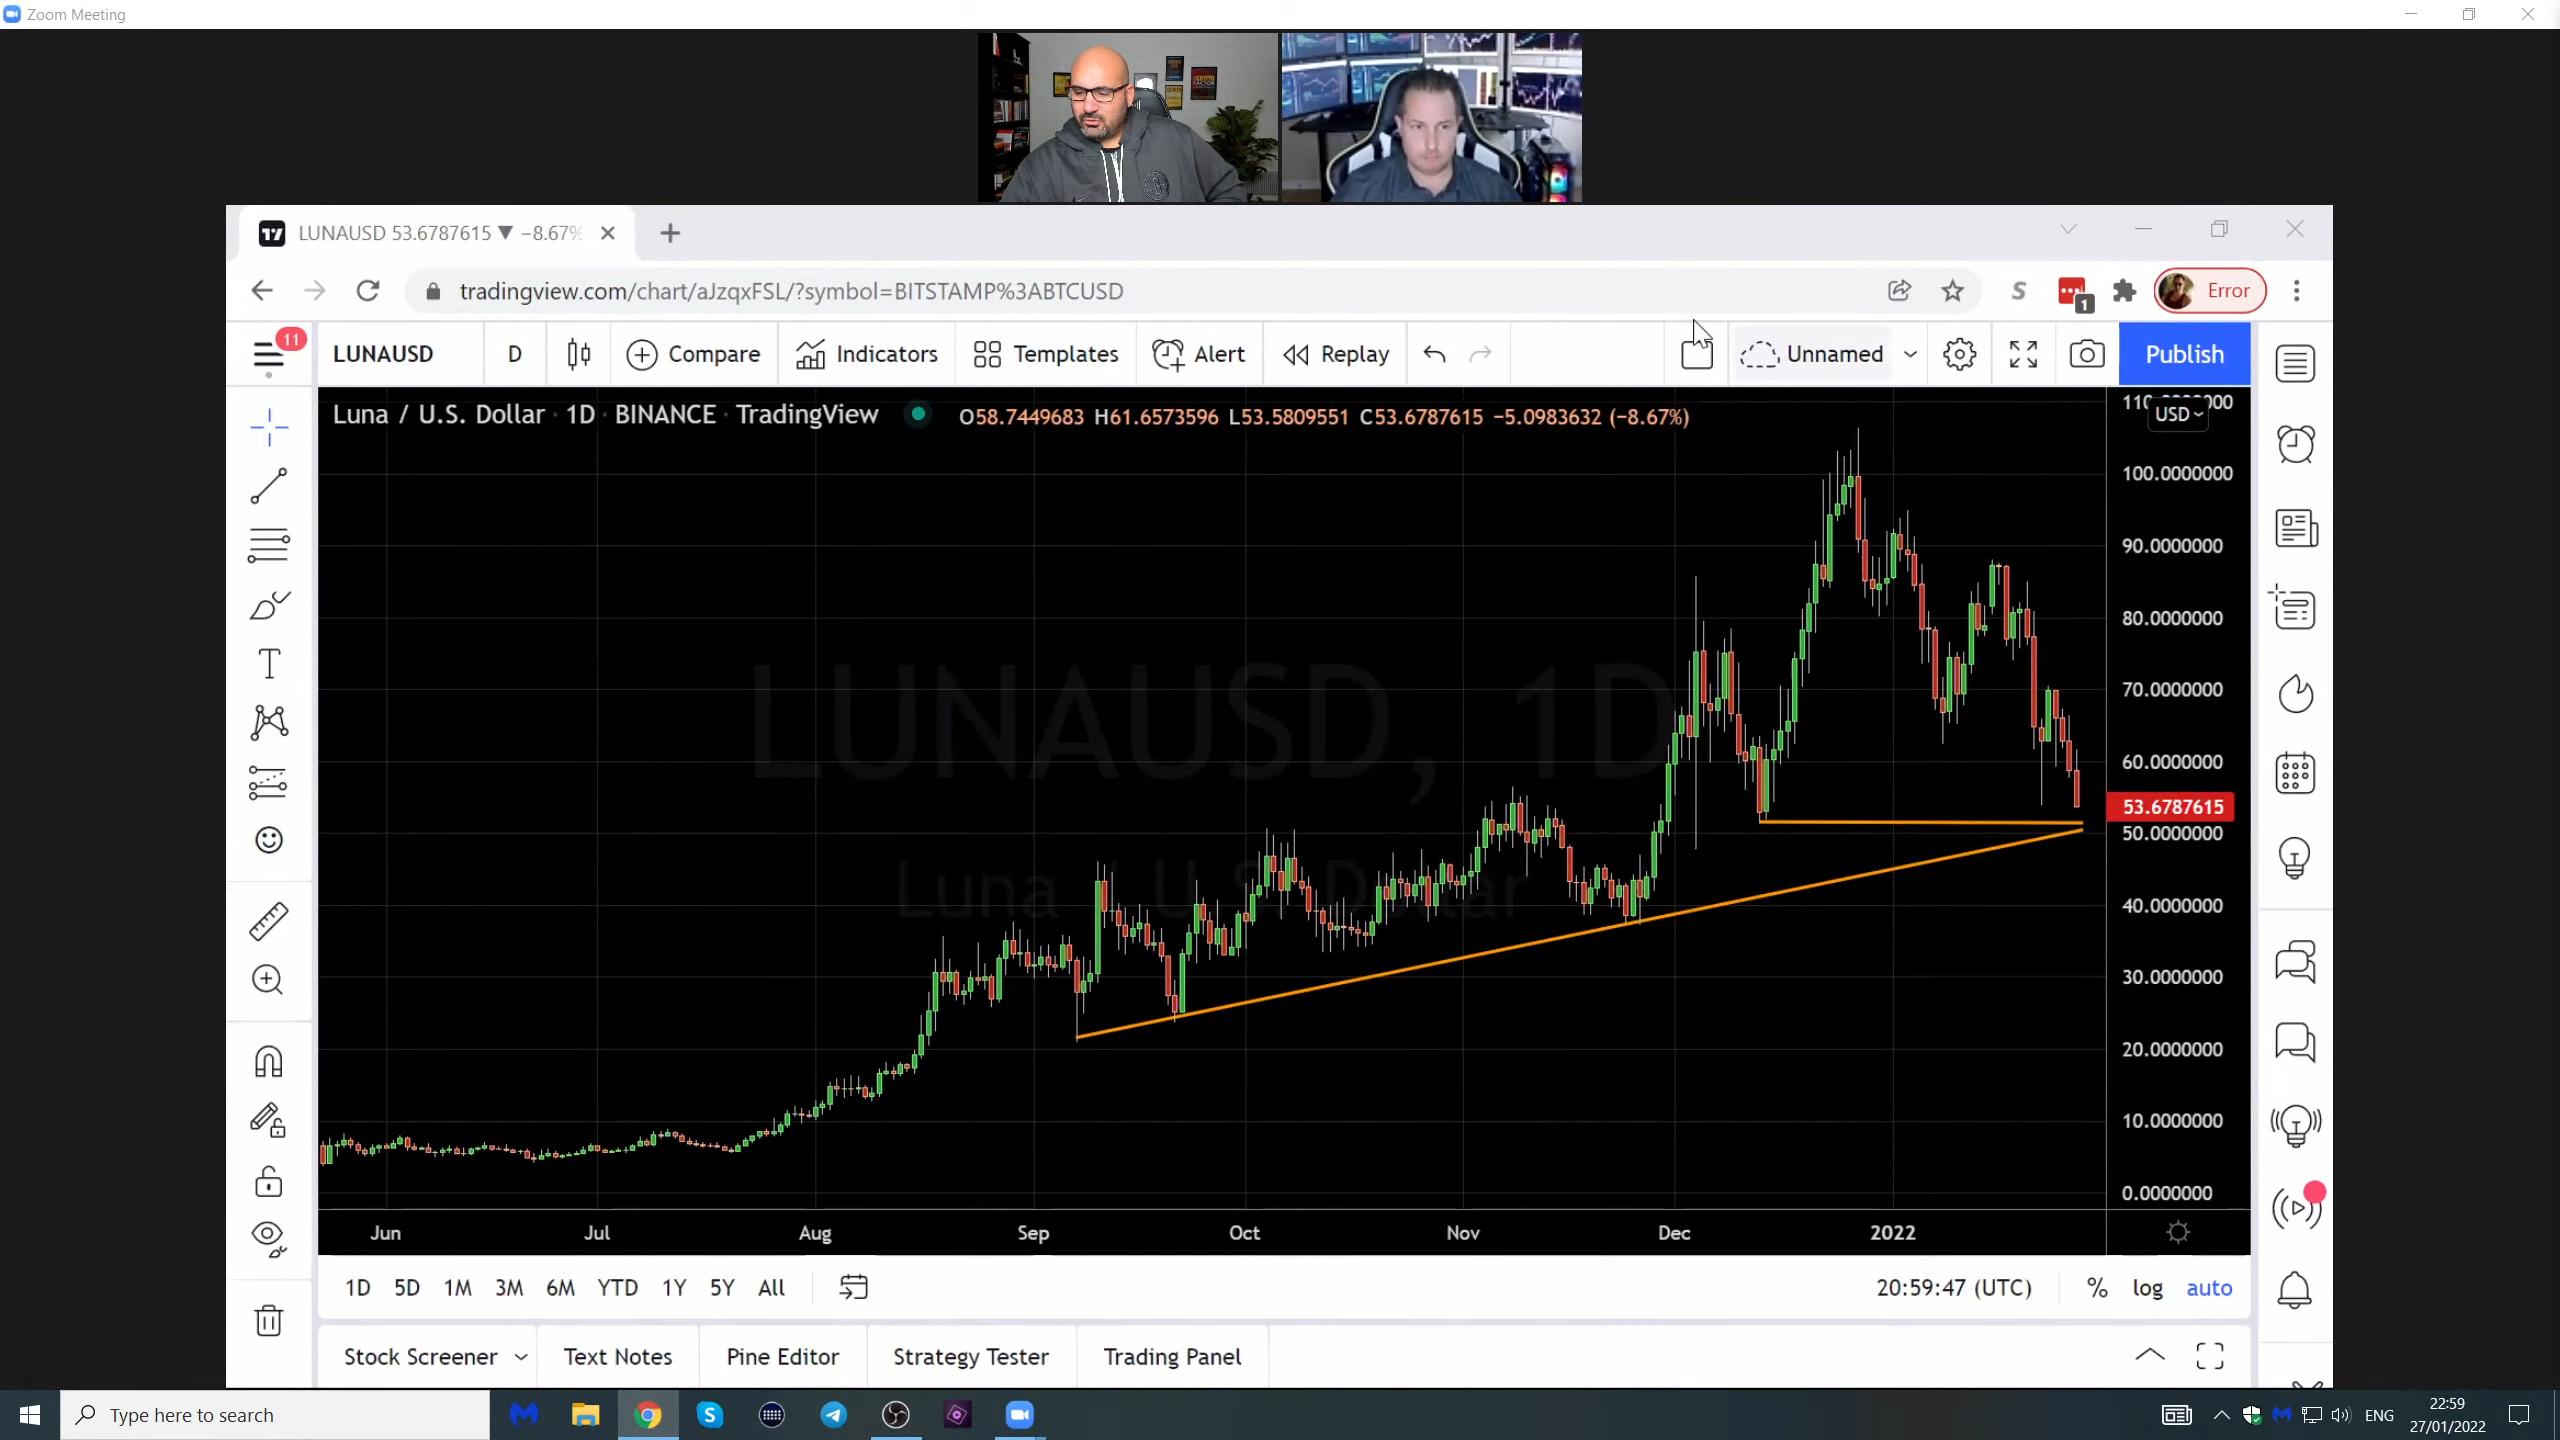 Zoom Meeting
LUNAUSD 53.6787615 ▼ −8.67%
tradingview.com/chart/aJzqxFSL/?symbol=BITSTAMP%3ABTCUSD
S
1
Error
11
LUNAUSD
D
Compare
Indicators
Templates
Alert
Replay
Unnamed
Publish
Luna / U.S. Dollar · 1D · BINANCE · TradingView
O58.7449683 H61.6573596 L53.5809551 C53.6787615 −5.0983632 (−8.67%)
USD
100.0000000
90.0000000
80.0000000
70.0000000
60.0000000
53.6787615
50.0000000
40.0000000
30.0000000
20.0000000
10.0000000
0.0000000
LUNAUSD, 1D
Luna / U.S. Dollar
Jun Jul Aug Sep Oct Nov Dec 2022
1D 5D 1M 3M 6M YTD 1Y 5Y All
20:59:47 (UTC) % log auto
Stock Screener Text Notes Pine Editor Strategy Tester Trading Panel
Type here to search
ENG
22:59
27/01/2022